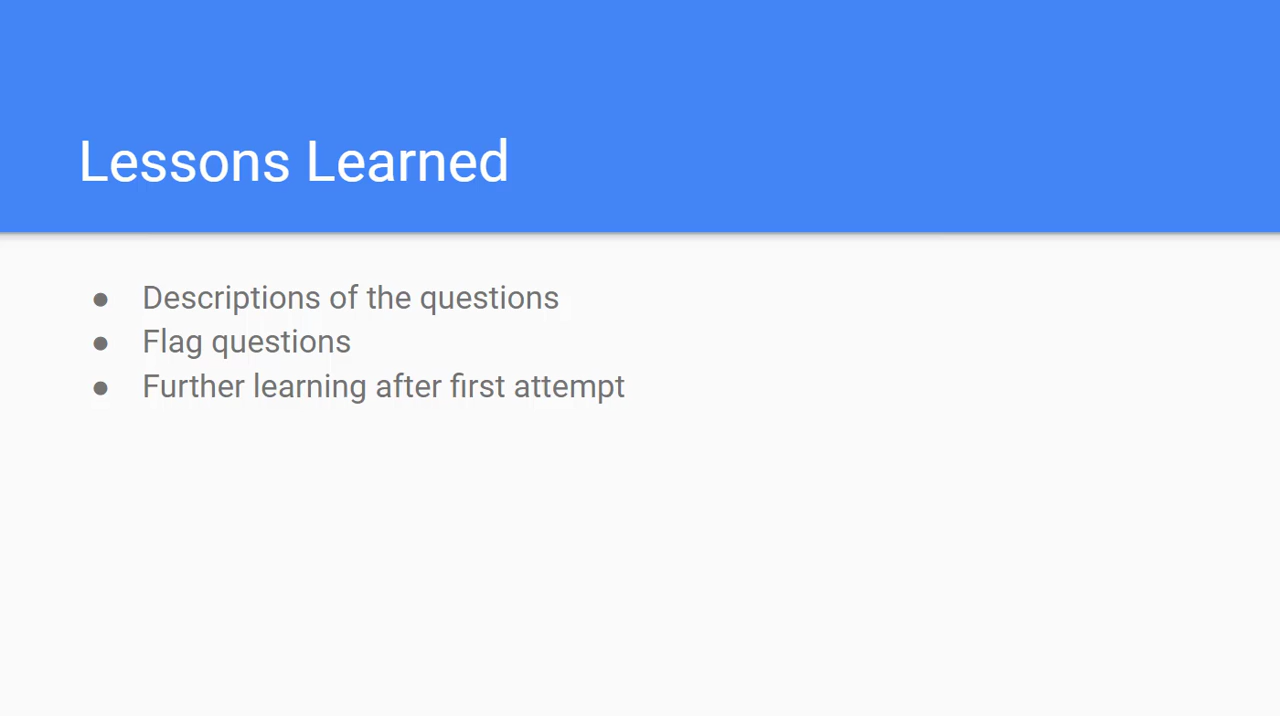 Lessons Learned
● Descriptions of the questions
● Flag questions
● Further learning after first attempt